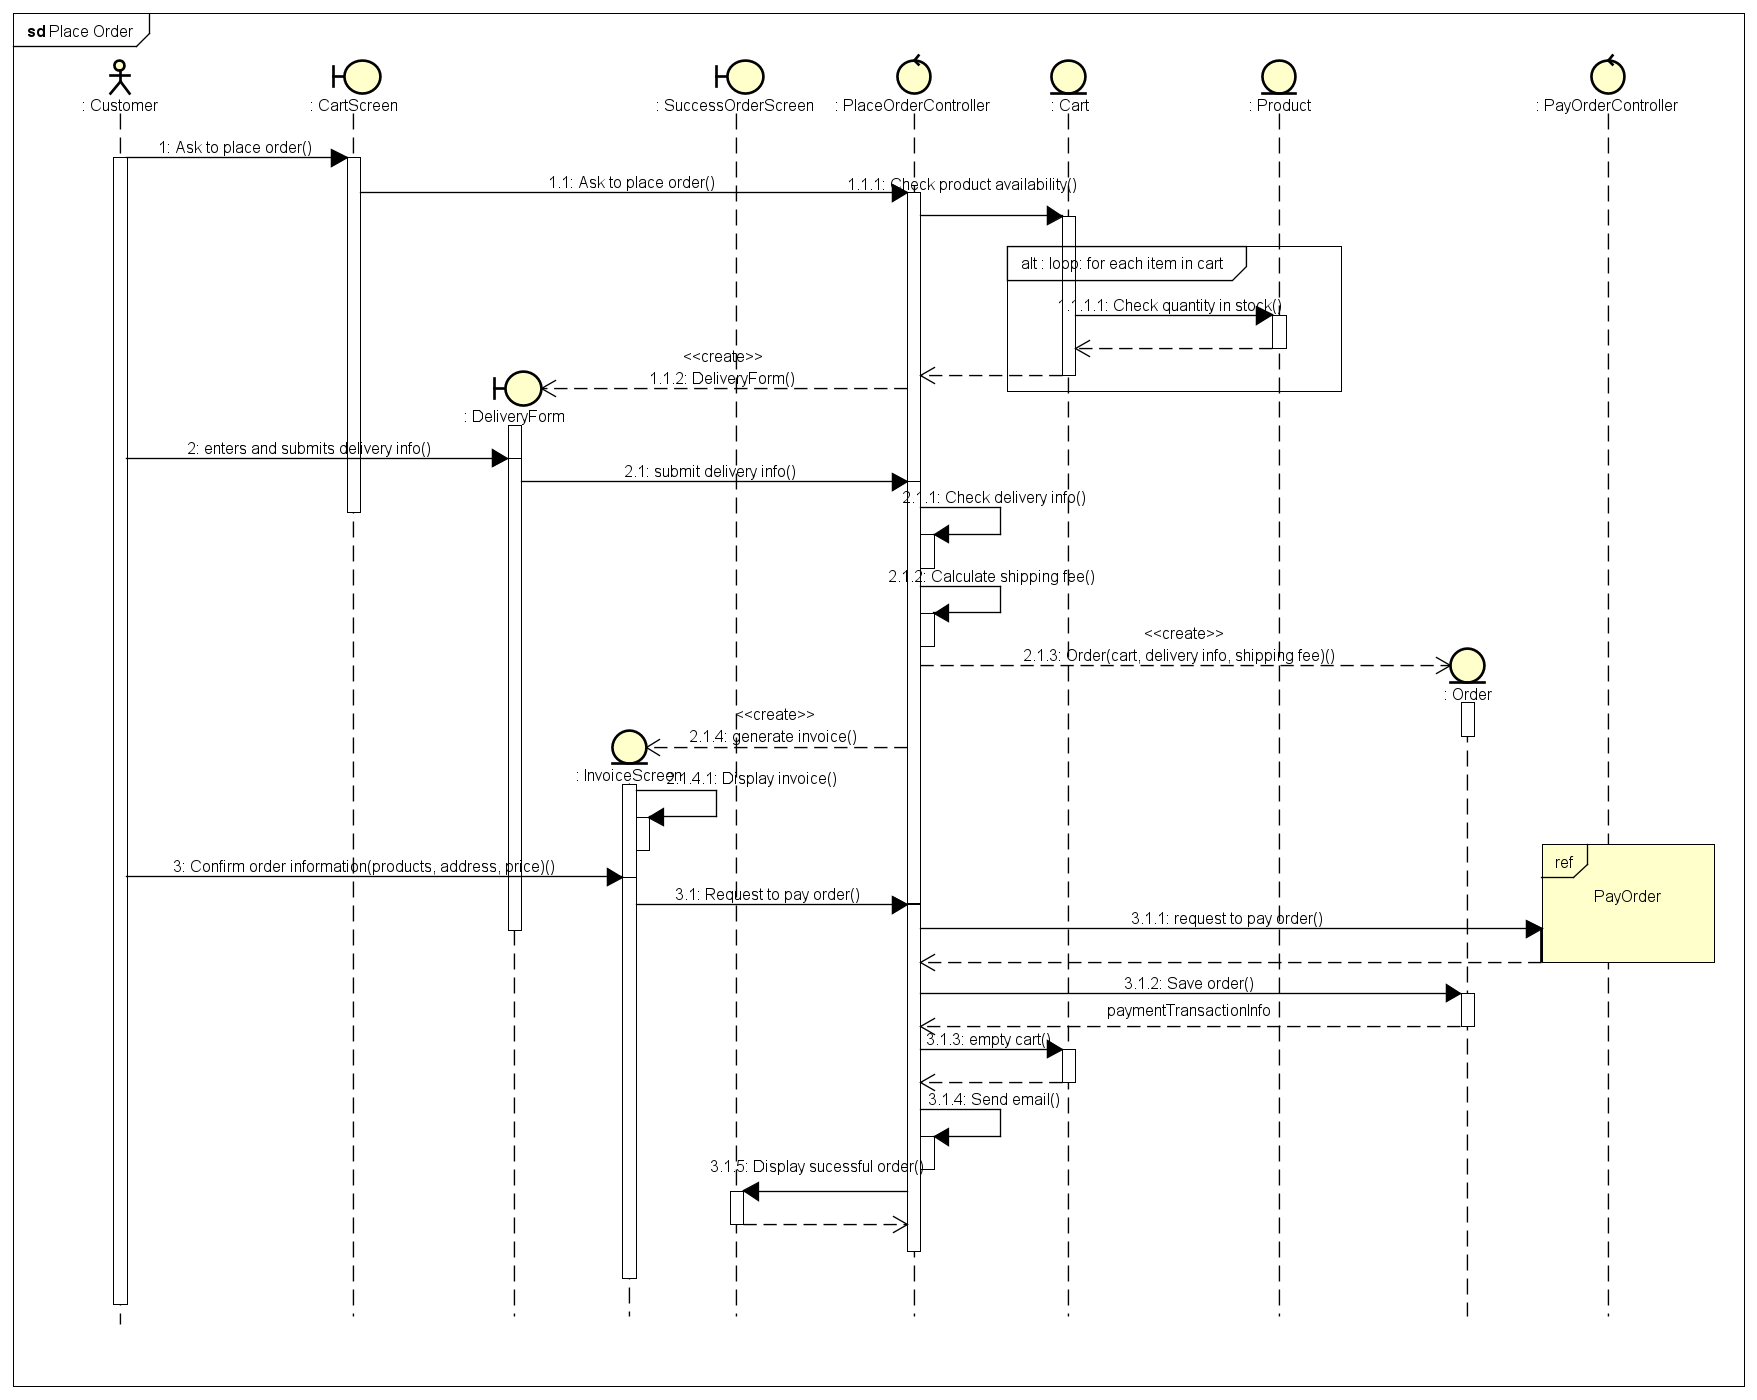 sd Place Order
: Customer
: CartScreen
: SuccessOrderScreen
: PlaceOrderController
: Cart
: Product
: PayOrderController
1: Ask to place order()
1.1: Ask to place order()
1.1.1: Check product availability()
alt : loop: for each item in cart
1.1.1.1: Check quantity in stock()
<<create>>
1.1.2: DeliveryForm()
: DeliveryForm
2: enters and submits delivery info()
2.1: submit delivery info()
2.1.1: Check delivery info()
2.1.2: Calculate shipping fee()
<<create>>
2.1.3: Order(cart, delivery info, shipping fee)()
: Order
<<create>>
2.1.4: generate invoice()
: InvoiceScreen
2.1.4.1: Display invoice()
3: Confirm order information(products, address, price)()
ref
PayOrder
3.1: Request to pay order()
3.1.1: request to pay order()
3.1.2: Save order()
paymentTransactionInfo
3.1.3: empty cart()
3.1.4: Send email()
3.1.5: Display sucessful order()